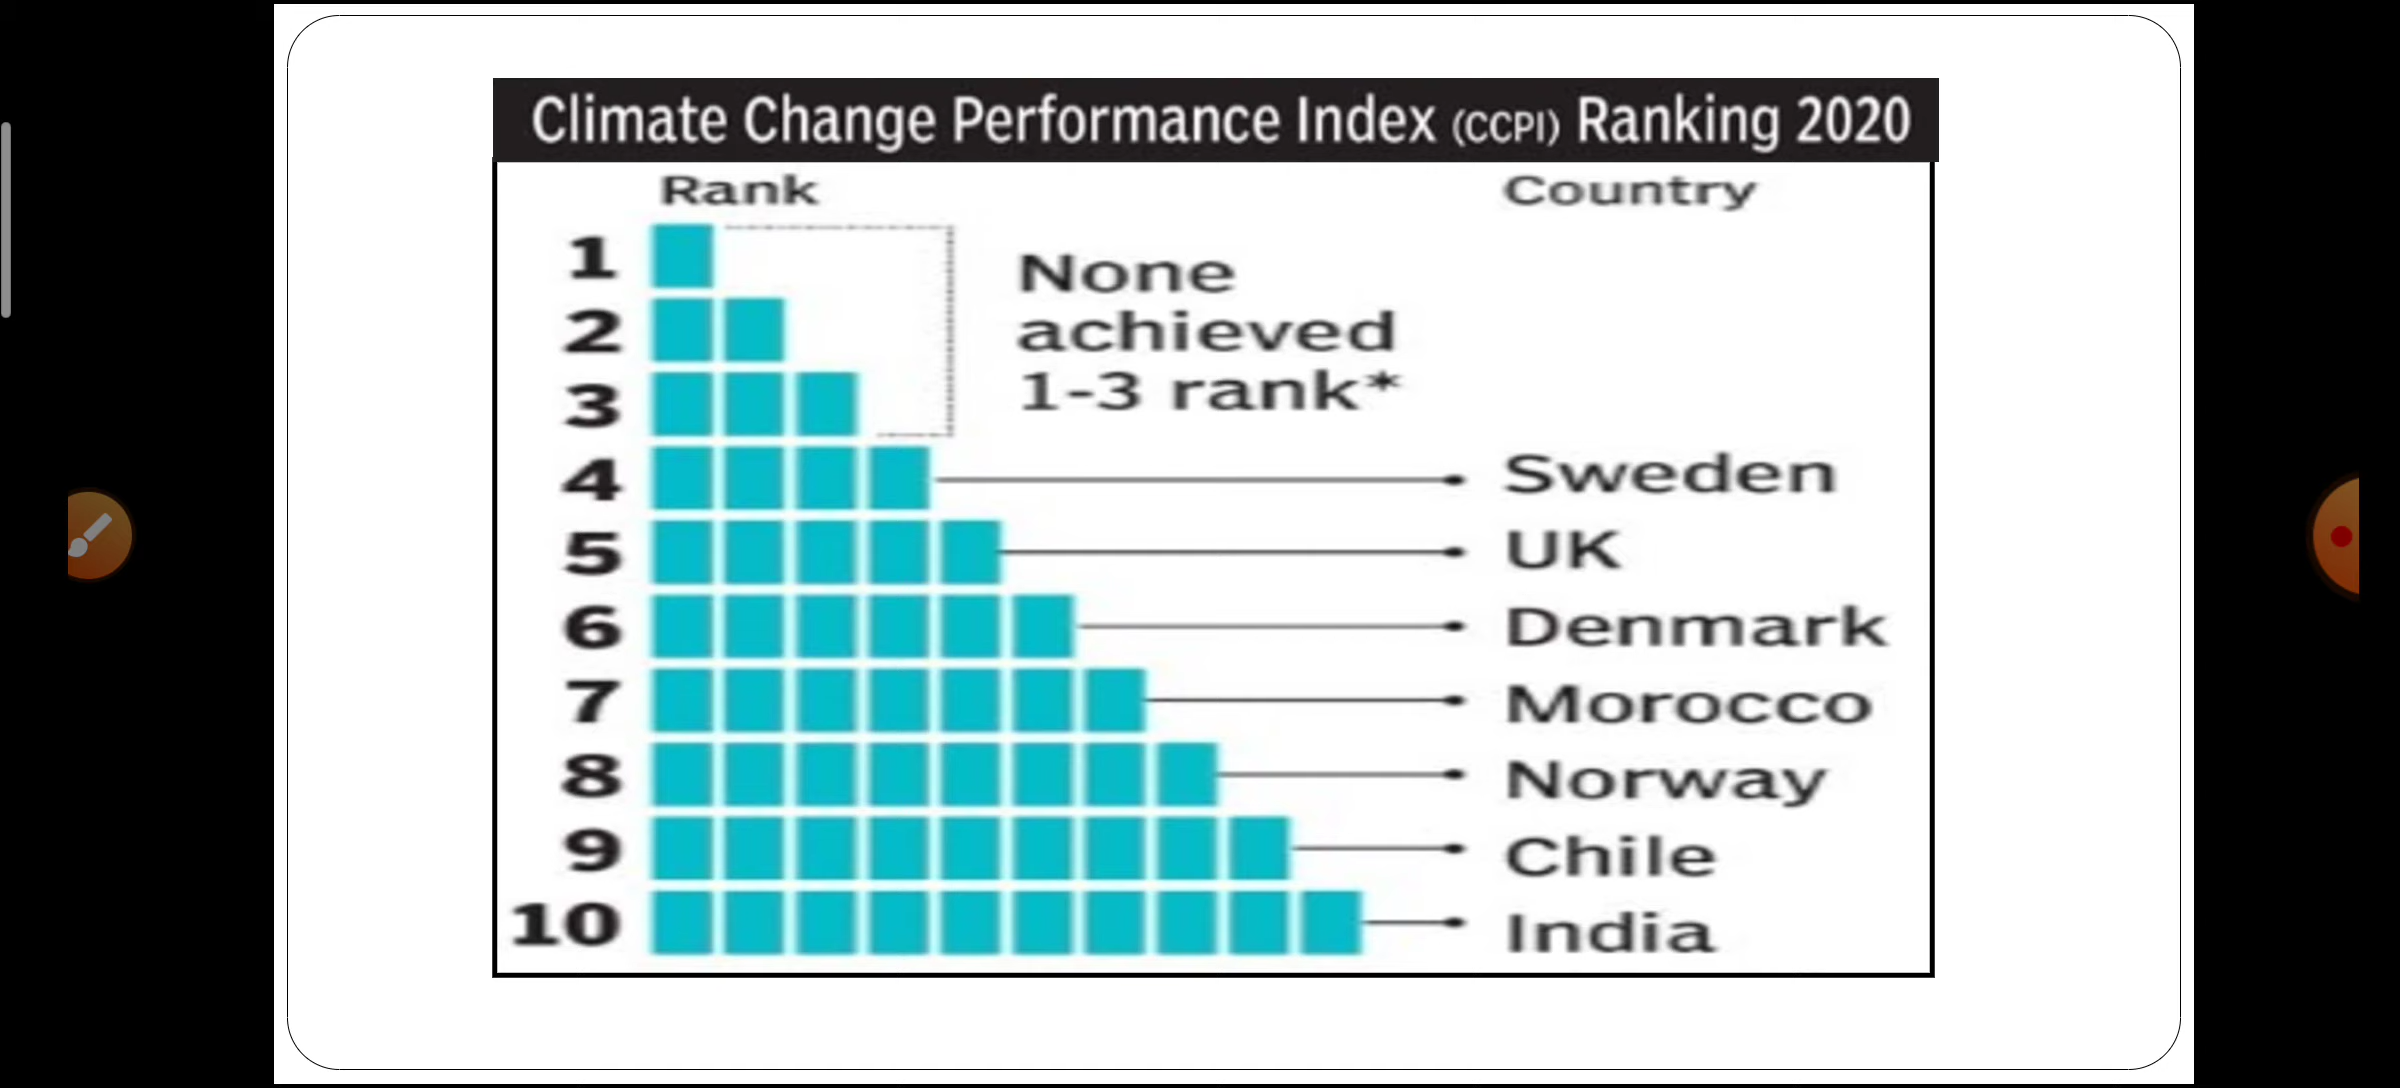 Climate Change Performance Index (CCPI) Ranking 2020
Rank Country
1
2
3
None
achieved
1-3 rank*
4 Sweden
5 UK
6 Denmark
7 Morocco
8 Norway
9 Chile
10 India